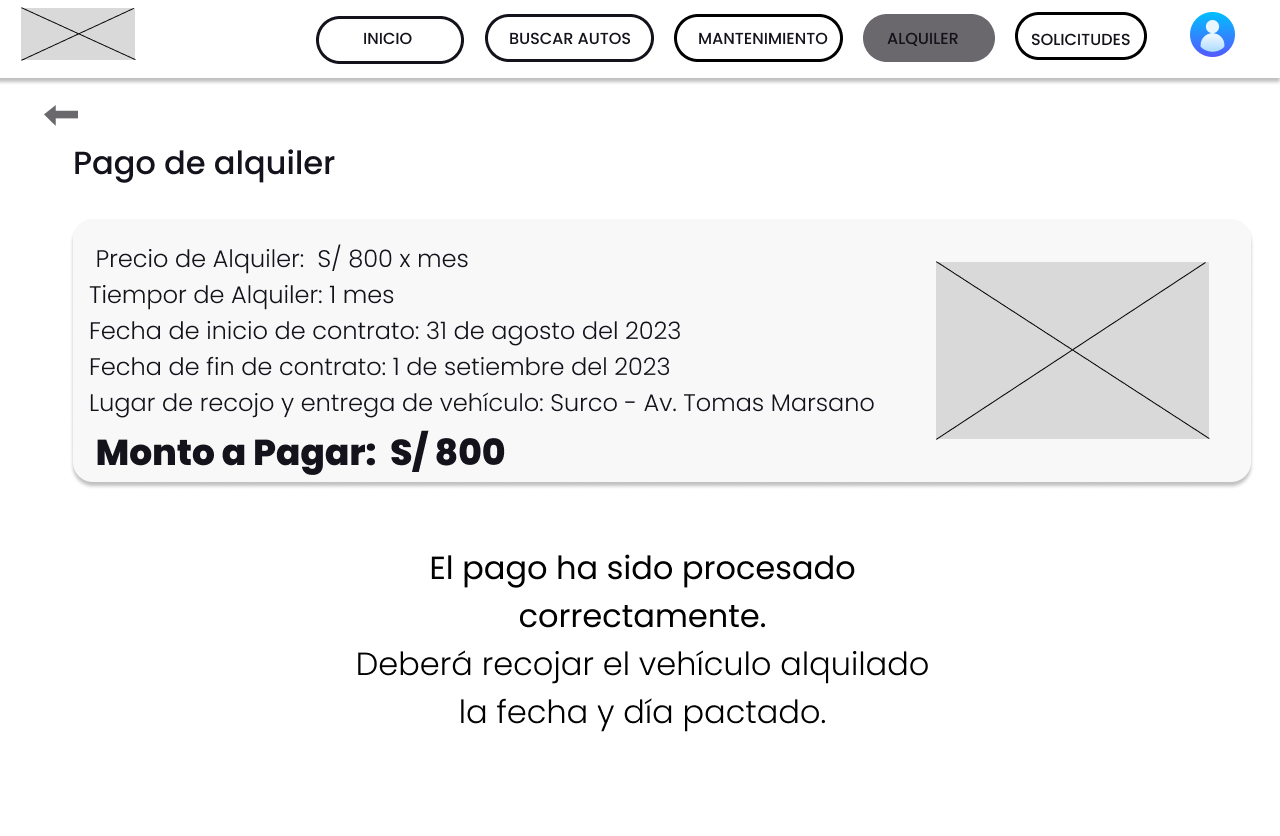 INICIO
BUSCAR AUTOS
MANTENIMIENTO
ALQUILER
SOLICITUDES
Pago de alquiler
Precio de Alquiler: S/ 800 x mes
Tiempor de Alquiler: 1 mes
Fecha de inicio de contrato: 31 de agosto del 2023
Fecha de fin de contrato: 1 de setiembre del 2023
Lugar de recojo y entrega de vehículo: Surco - Av. Tomas Marsano
Monto a Pagar: S/ 800
El pago ha sido procesado
correctamente.
Deberá recojar el vehículo alquilado
la fecha y día pactado.